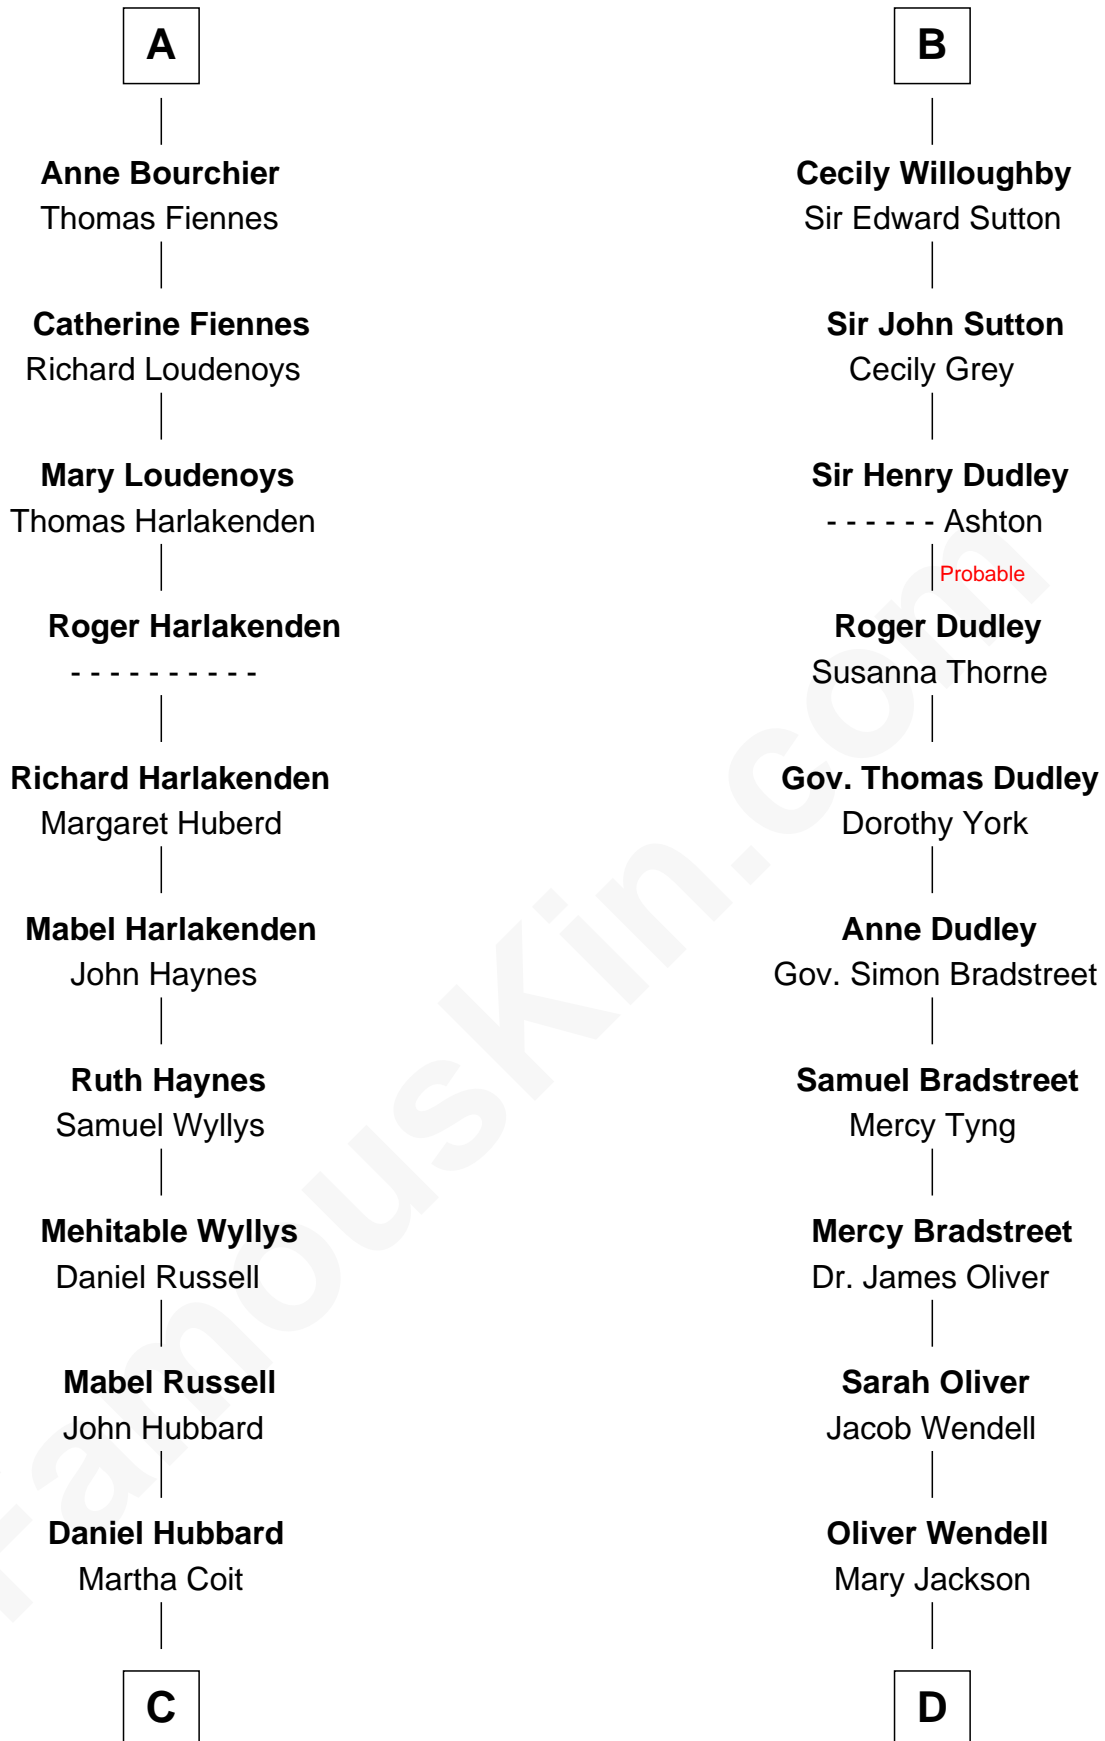 A
Anne Bourchier
Thomas Fiennes
Catherine Fiennes
Richard Loudenoys
Mary Loudenoys
Thomas Harlakenden
Roger Harlakenden
- - - - - - - - - -
Richard Harlakenden
Margaret Huberd
Mabel Harlakenden
John Haynes
Ruth Haynes
Samuel Wyllys
Mehitable Wyllys
Daniel Russell
Mabel Russell
John Hubbard
Daniel Hubbard
Martha Coit
C
B
Cecily Willoughby
Sir Edward Sutton
Sir John Sutton
Cecily Grey
Sir Henry Dudley
- - - - - - Ashton
Probable
Roger Dudley
Susanna Thorne
Gov. Thomas Dudley
Dorothy York
Anne Dudley
Gov. Simon Bradstreet
Samuel Bradstreet
Mercy Tyng
Mercy Bradstreet
Dr. James Oliver
Sarah Oliver
Jacob Wendell
Oliver Wendell
Mary Jackson
D
FamousKin.com